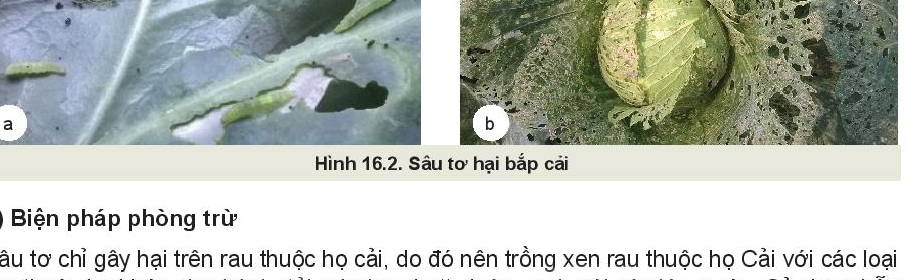 a
b
Hình 16.2. Sâu tơ hại bắp cải
) Biện pháp phòng trừ
âu tơ chỉ gây hại trên rau thuộc họ cải, do đó nên trồng xen rau thuộc họ Cải với các loại